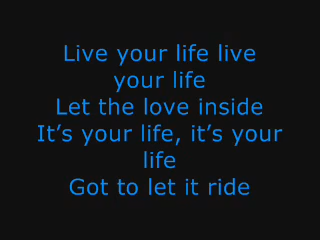 Live your life live
your life
Let the love inside
It’s your life, it’s your
life
Got to let it ride